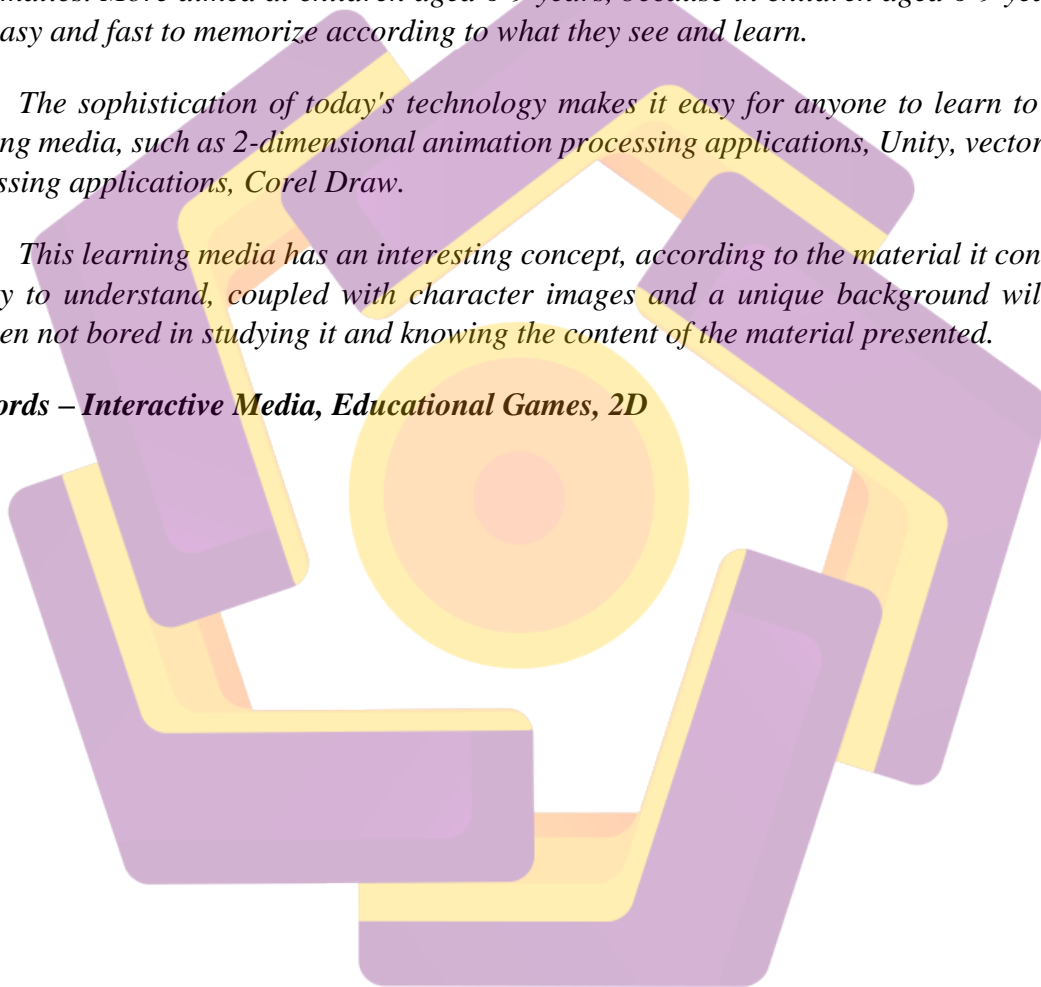 More aimed at children aged 6-9 years, because in children aged 6-9
easy and fast to memorize according to what they see and learn.
The sophistication of today's technology makes it easy for anyone to learn to
ng media, such as 2-dimensional animation processing applications, Unity, vector
ssing applications, Corel Draw.
This learning media has an interesting concept, according to the material it con
y to understand, coupled with character images and a unique background wil
en not bored in studying it and knowing the content of the material presented.
ords – Interactive Media, Educational Games, 2D